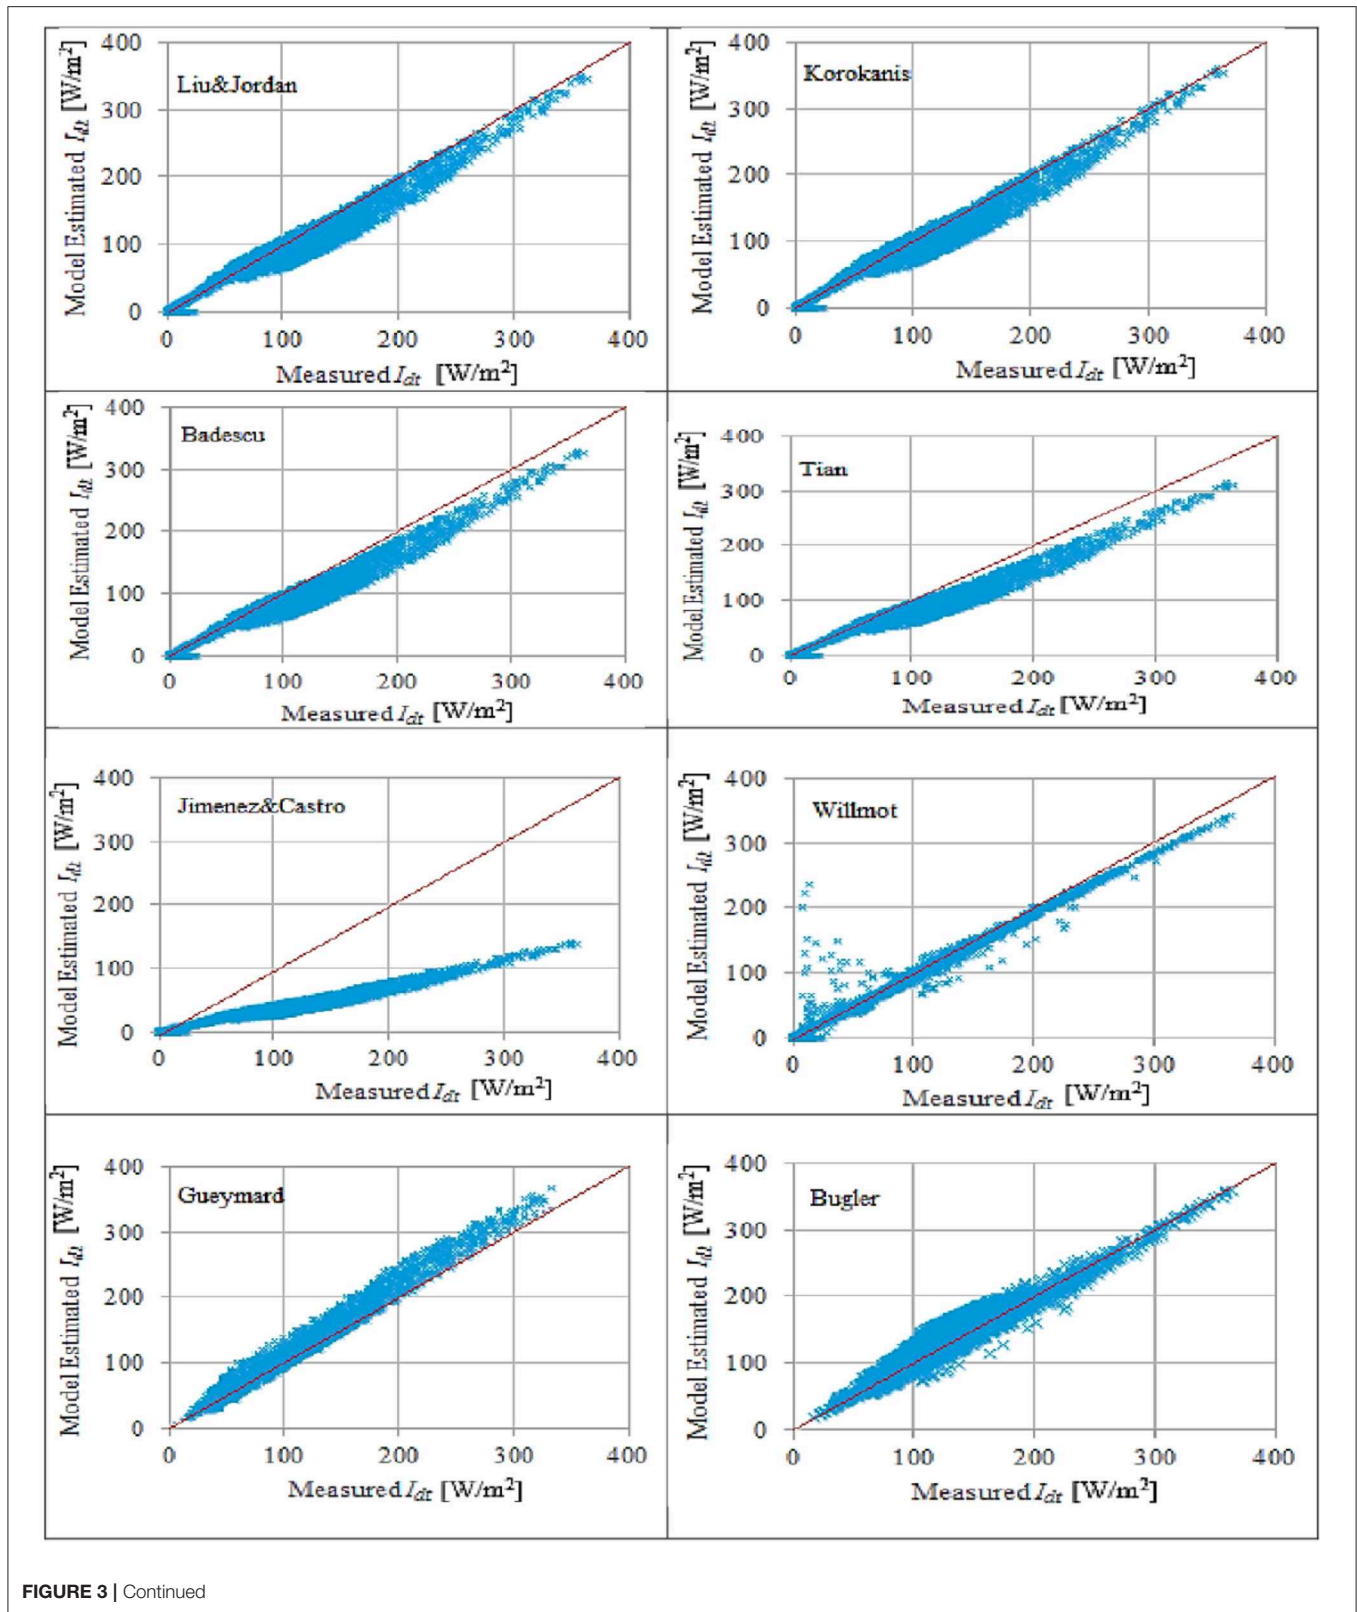 400
300
200
100
0
Model Estimated I_dt [W/m²]
Liu&Jordan
0 100 200 300 400
Measured I_dt [W/m²]
400
300
200
100
0
Model Estimated I_dt [W/m²]
Korokanis
0 100 200 300 400
Measured I_dt [W/m²]
400
300
200
100
0
Model Estimated I_dt [W/m²]
Badescu
0 100 200 300 400
Measured I_dt [W/m²]
400
300
200
100
0
Model Estimated I_dt [W/m²]
Tian
0 100 200 300 400
Measured I_dt [W/m²]
400
300
200
100
0
Model Estimated I_dt [W/m²]
Jimenez&Castro
0 100 200 300 400
Measured I_dt [W/m²]
400
300
200
100
0
Model Estimated I_dt [W/m²]
Willmot
0 100 200 300 400
Measured I_dt [W/m²]
400
300
200
100
0
Model Estimated I_dt [W/m²]
Gueymard
0 100 200 300 400
Measured I_dt [W/m²]
400
300
200
100
0
Model Estimated I_dt [W/m²]
Bugler
0 100 200 300 400
Measured I_dt [W/m²]
FIGURE 3 | Continued